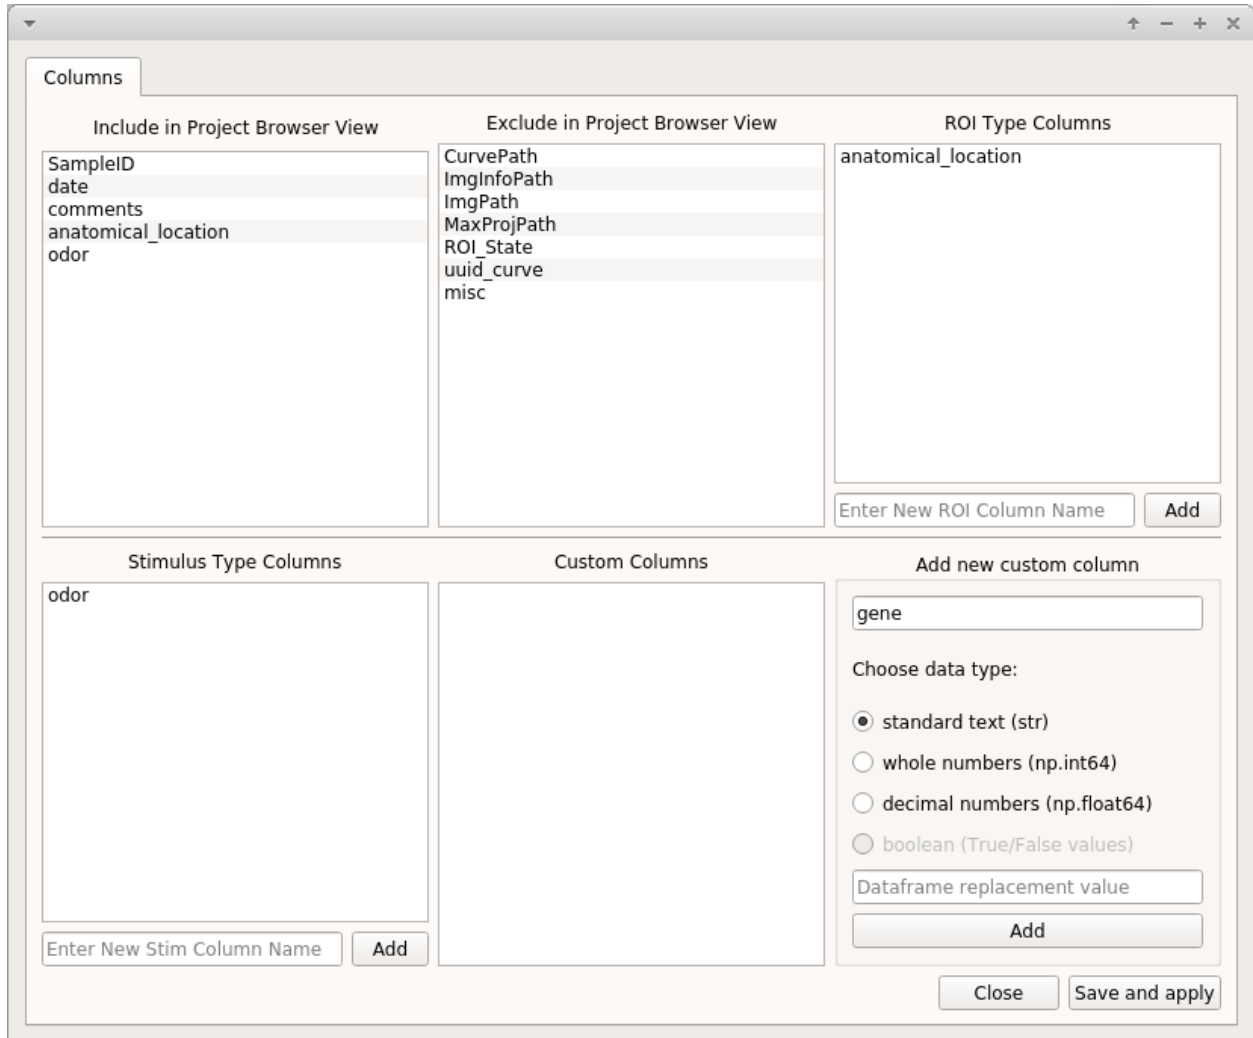 Columns
Include in Project Browser View
SampleID
date
comments
anatomical_location
odor
Exclude in Project Browser View
CurvePath
ImgInfoPath
ImgPath
MaxProjPath
ROI_State
uuid_curve
misc
ROI Type Columns
anatomical_location
Enter New ROI Column Name
Add
Stimulus Type Columns
odor
Enter New Stim Column Name
Add
Custom Columns
Add new custom column
gene
Choose data type:
standard text (str)
whole numbers (np.int64)
decimal numbers (np.float64)
boolean (True/False values)
Dataframe replacement value
Add
Close
Save and apply